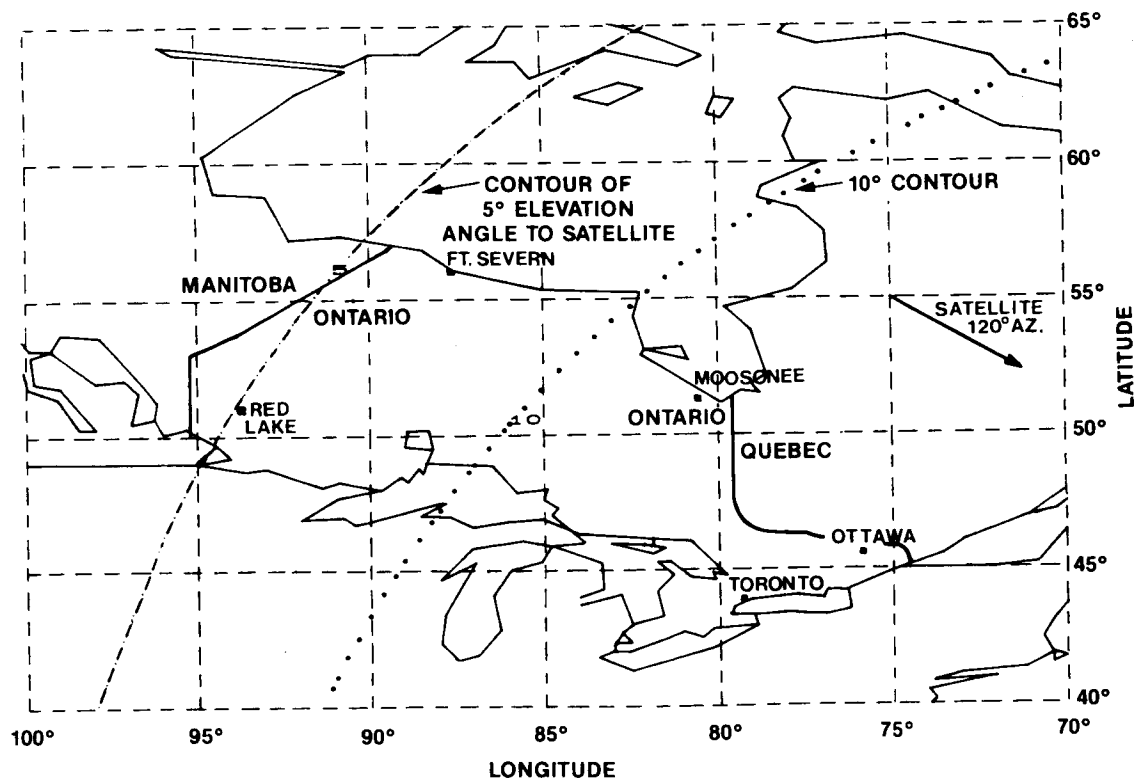 65°
60°
CONTOUR OF
5° ELEVATION
ANGLE TO SATELLITE
10° CONTOUR
FT. SEVERN
MANITOBA
ONTARIO
55°
SATELLITE
120° AZ.
LATITUDE
MOOSONEE
RED
LAKE
ONTARIO
10
50°
QUEBEC
OTTAWA
45°
TORONTO
40°
100°
95°
90°
85°
80°
75°
70°
LONGITUDE